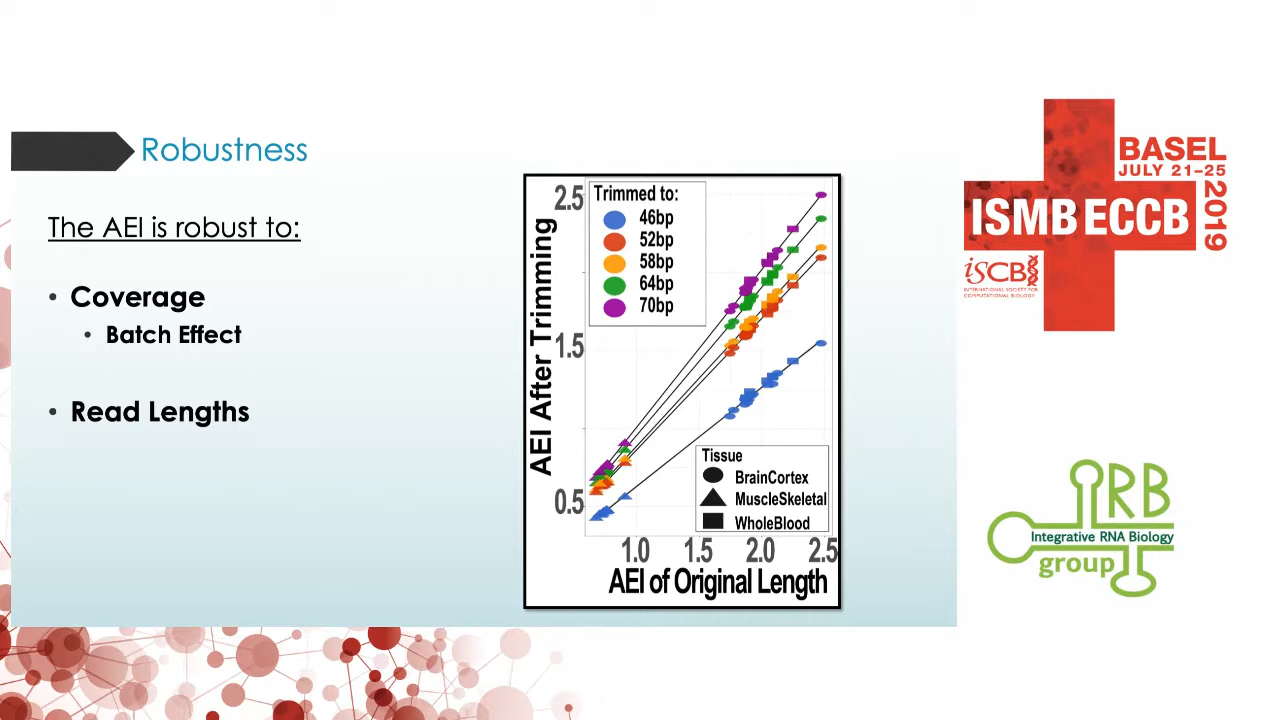 Robustness
The AEI is robust to:
• Coverage
• Batch Effect
• Read Lengths
AEI After Trimming
2.5
1.5
0.5
Trimmed to:
46bp
52bp
58bp
64bp
70bp
Tissue
BrainCortex
MuscleSkeletal
WholeBlood
1.0 1.5 2.0 2.5
AEI of Original Length
BASEL
JULY 21–25
2019
ISMB ECCB
ISCB
INTERNATIONAL SOCIETY FOR
COMPUTATIONAL BIOLOGY
IRB
Integrative RNA Biology
group